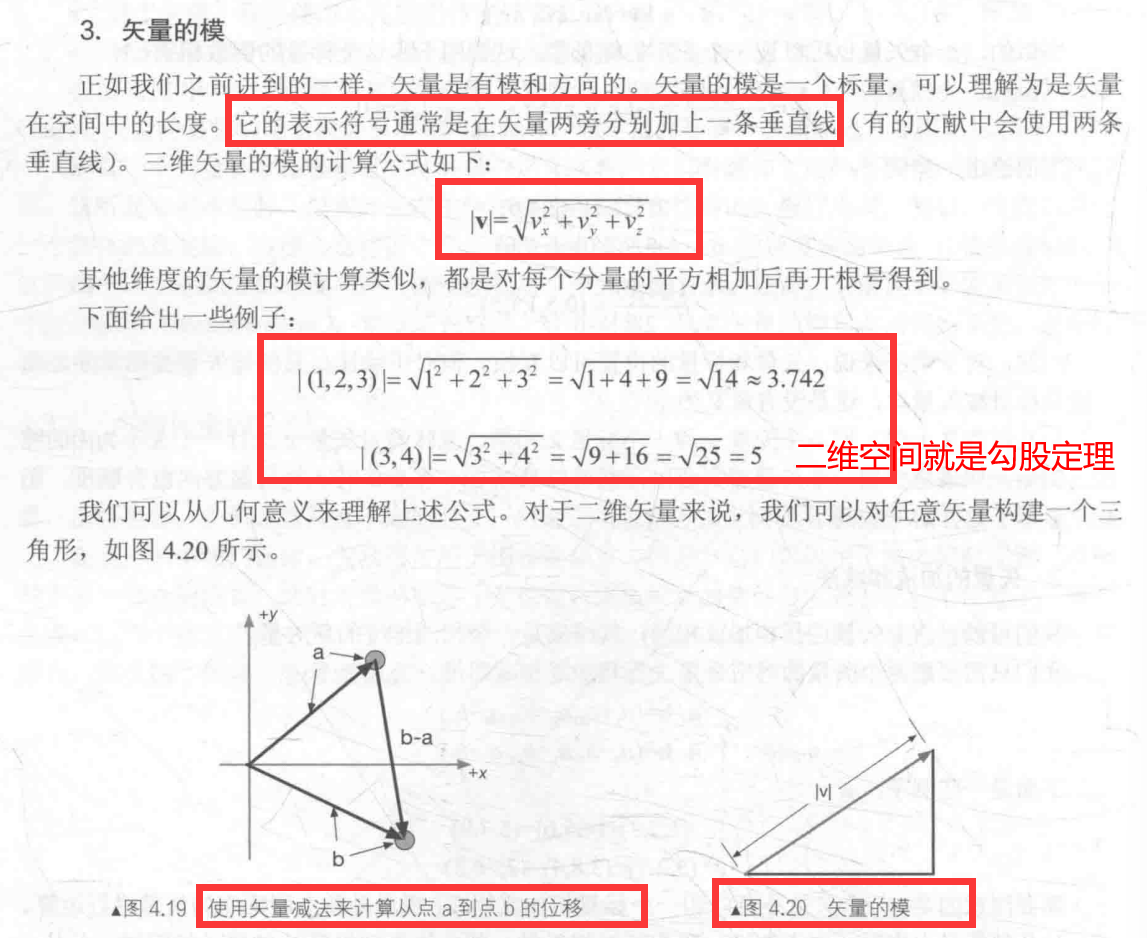 3. 矢量的模
正如我们之前讲到的一样，矢量是有模和方向的。矢量的模是一个标量，可以理解为是矢量
在空间中的长度。它的表示符号通常是在矢量两旁分别加上一条垂直线（有的文献中会使用两条
垂直线）。三维矢量的模的计算公式如下：
|v|=√(v_x^2+v_y^2+v_z^2)
其他维度的矢量的模计算类似，都是对每个分量的平方相加后再开根号得到。
下面给出一些例子：
|(1,2,3)|=√(1^2+2^2+3^2)=√(1+4+9)=√14≈3.742
|(3,4)|=√(3^2+4^2)=√(9+16)=√25=5 二维空间就是勾股定理
我们可以从几何意义来理解上述公式。对于二维矢量来说，我们可以对任意矢量构建一个三
角形，如图 4.20 所示。
+y
a
b-a
+x
b
|v|
▲图 4.19 使用矢量减法来计算从点 a 到点 b 的位移
▲图 4.20 矢量的模